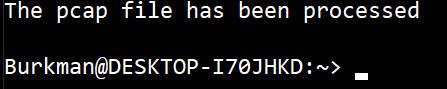 The pcap file has been processed
Burkman@DESKTOP-I70JHKD:~>